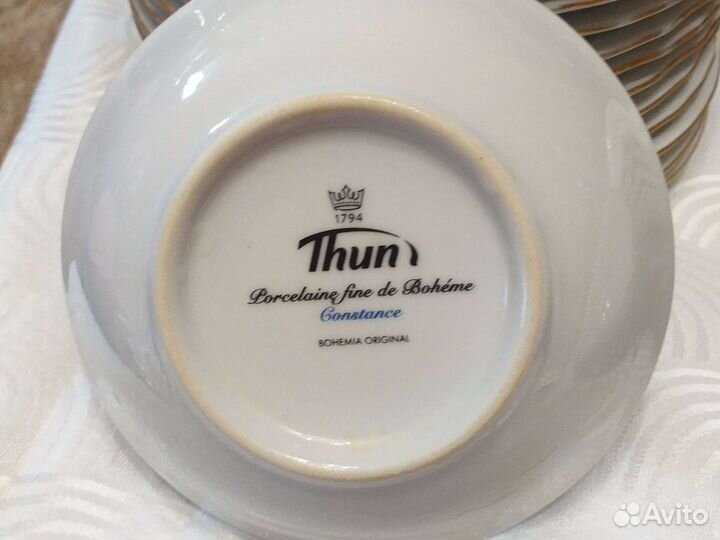 1794
Thun
Porcelaine fine de Bohéme
Constance
BOHEMIA ORIGINAL
Avito